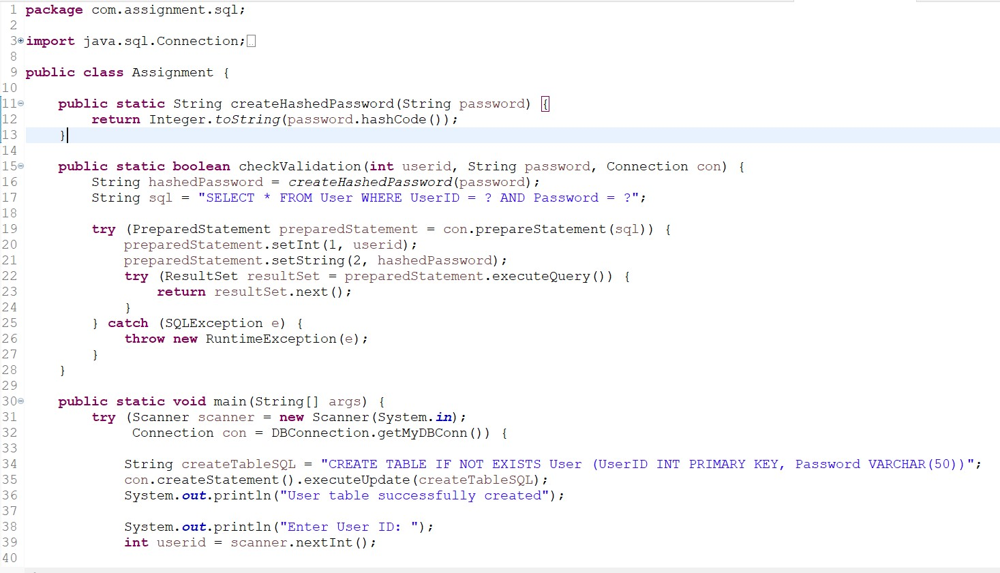 1 package com.assignment.sql;
2
3 import java.sql.Connection;
8
9 public class Assignment {
10
11     public static String createHashedPassword(String password) {
12         return Integer.toString(password.hashCode());
13     }
14
15     public static boolean checkValidation(int userid, String password, Connection con) {
16         String hashedPassword = createHashedPassword(password);
17         String sql = "SELECT * FROM User WHERE UserID = ? AND Password = ?";
18
19         try (PreparedStatement preparedStatement = con.prepareStatement(sql)) {
20             preparedStatement.setInt(1, userid);
21             preparedStatement.setString(2, hashedPassword);
22             try (ResultSet resultSet = preparedStatement.executeQuery()) {
23                 return resultSet.next();
24             }
25         } catch (SQLException e) {
26             throw new RuntimeException(e);
27         }
28     }
29
30     public static void main(String[] args) {
31         try (Scanner scanner = new Scanner(System.in);
32              Connection con = DBConnection.getMyDBConn()) {
33
34             String createTableSQL = "CREATE TABLE IF NOT EXISTS User (UserID INT PRIMARY KEY, Password VARCHAR(50))";
35             con.createStatement().executeUpdate(createTableSQL);
36             System.out.println("User table successfully created");
37
38             System.out.println("Enter User ID: ");
39             int userid = scanner.nextInt();
40